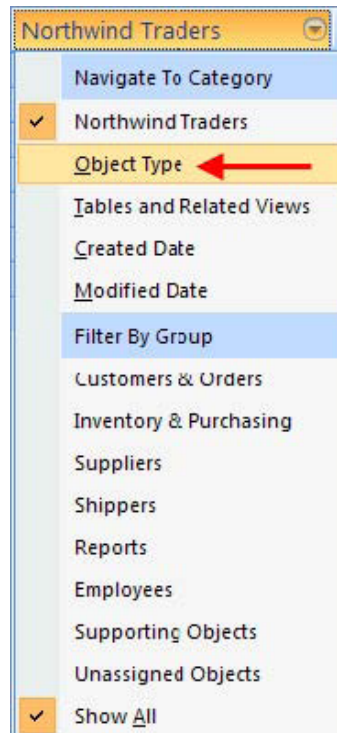 Northwind Traders
Navigate To Category
Northwind Traders
Object Type
Tables and Related Views
Created Date
Modified Date
Filter By Group
Customers & Orders
Inventory & Purchasing
Suppliers
Shippers
Reports
Employees
Supporting Objects
Unassigned Objects
Show All